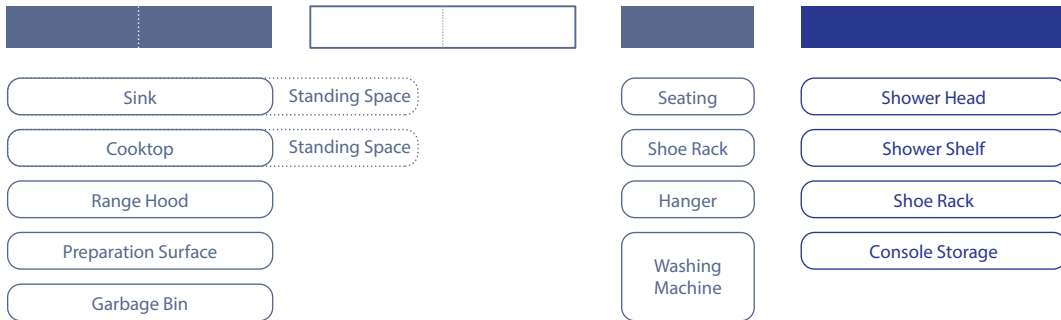 Sink
Standing Space
Seating
Shower Head
Cooktop
Standing Space
Shoe Rack
Shower Shelf
Range Hood
Hanger
Shoe Rack
Preparation Surface
Washing
Machine
Console Storage
Garbage Bin